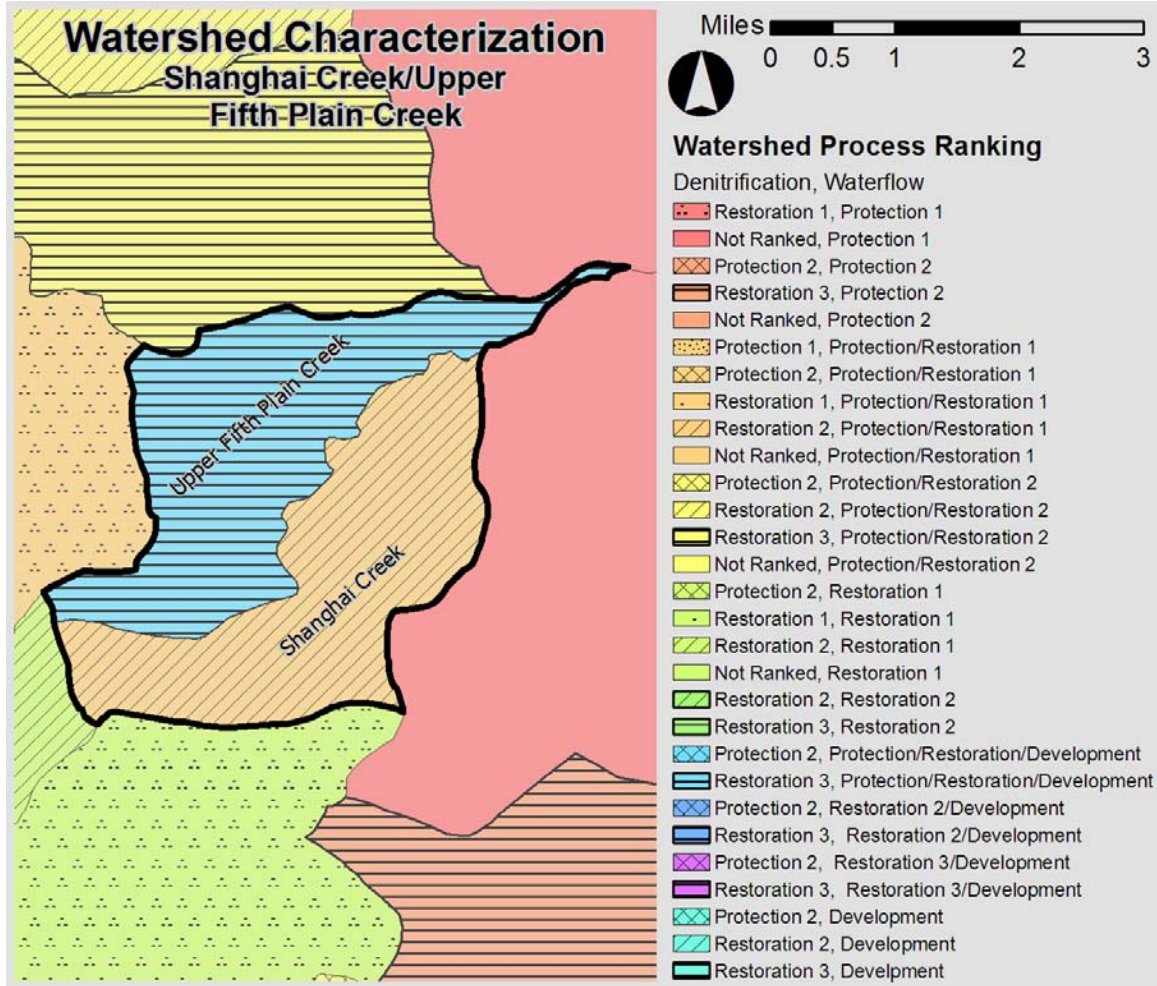 Watershed Characterization
Shanghai Creek/Upper
Fifth Plain Creek
Upper Fifth Plain Creek
Shanghai Creek
Miles
0 0.5 1 2 3
Watershed Process Ranking
Denitrification, Waterflow
Restoration 1, Protection 1
Not Ranked, Protection 1
Protection 2, Protection 2
Restoration 3, Protection 2
Not Ranked, Protection 2
Protection 1, Protection/Restoration 1
Protection 2, Protection/Restoration 1
Restoration 1, Protection/Restoration 1
Restoration 2, Protection/Restoration 1
Not Ranked, Protection/Restoration 1
Protection 2, Protection/Restoration 2
Restoration 2, Protection/Restoration 2
Restoration 3, Protection/Restoration 2
Not Ranked, Protection/Restoration 2
Protection 2, Restoration 1
Restoration 1, Restoration 1
Restoration 2, Restoration 1
Not Ranked, Restoration 1
Restoration 2, Restoration 2
Restoration 3, Restoration 2
Protection 2, Protection/Restoration/Development
Restoration 3, Protection/Restoration/Development
Protection 2, Restoration 2/Development
Restoration 3, Restoration 2/Development
Protection 2, Restoration 3/Development
Restoration 3, Restoration 3/Development
Protection 2, Development
Restoration 2, Development
Restoration 3, Develpment